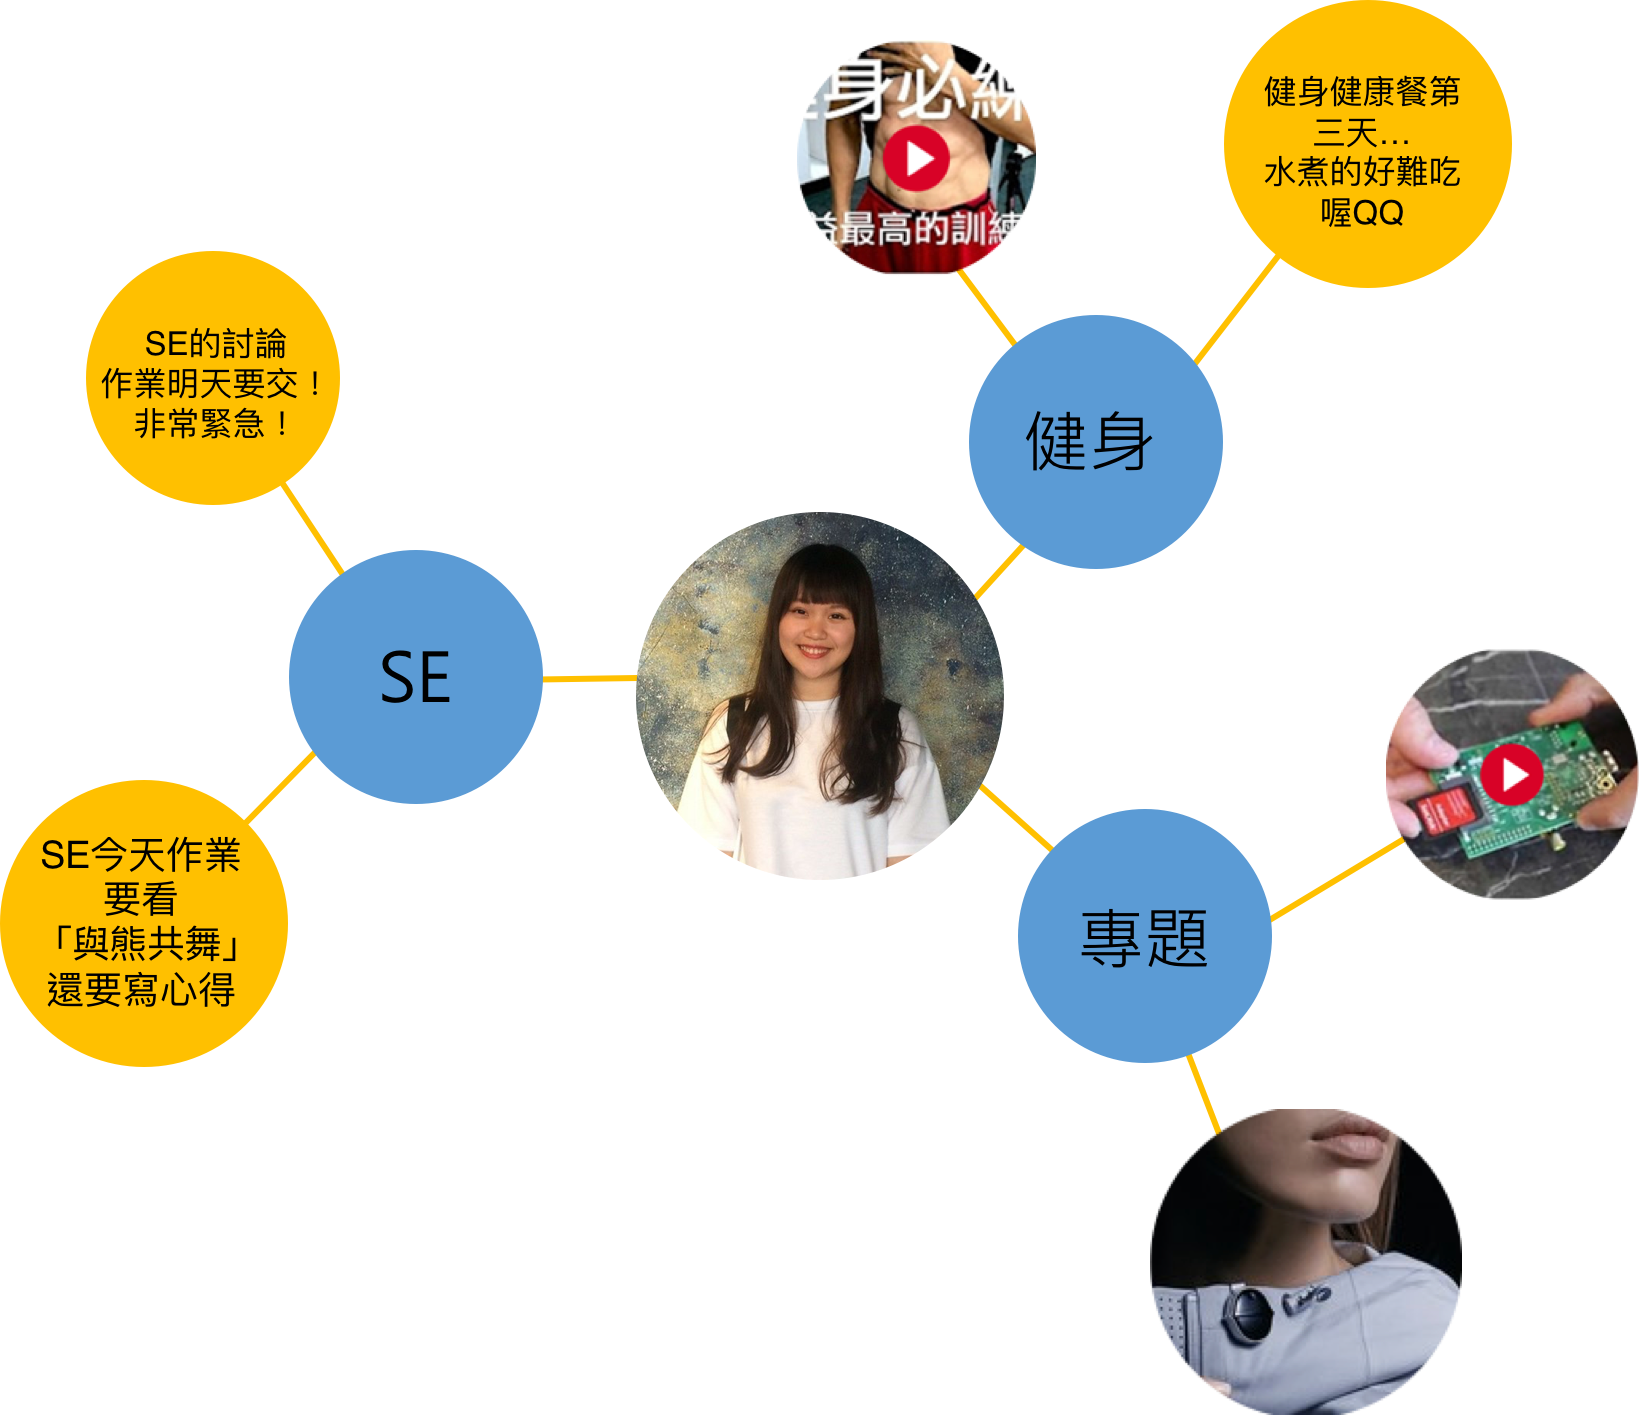 身必練
益最高的訓練
健身健康餐第
三天...
水煮的好難吃
喔QQ
SE的討論
作業明天要交！
非常緊急！
健身
SE
SE今天作業
要看
「與熊共舞」
還要寫心得
專題